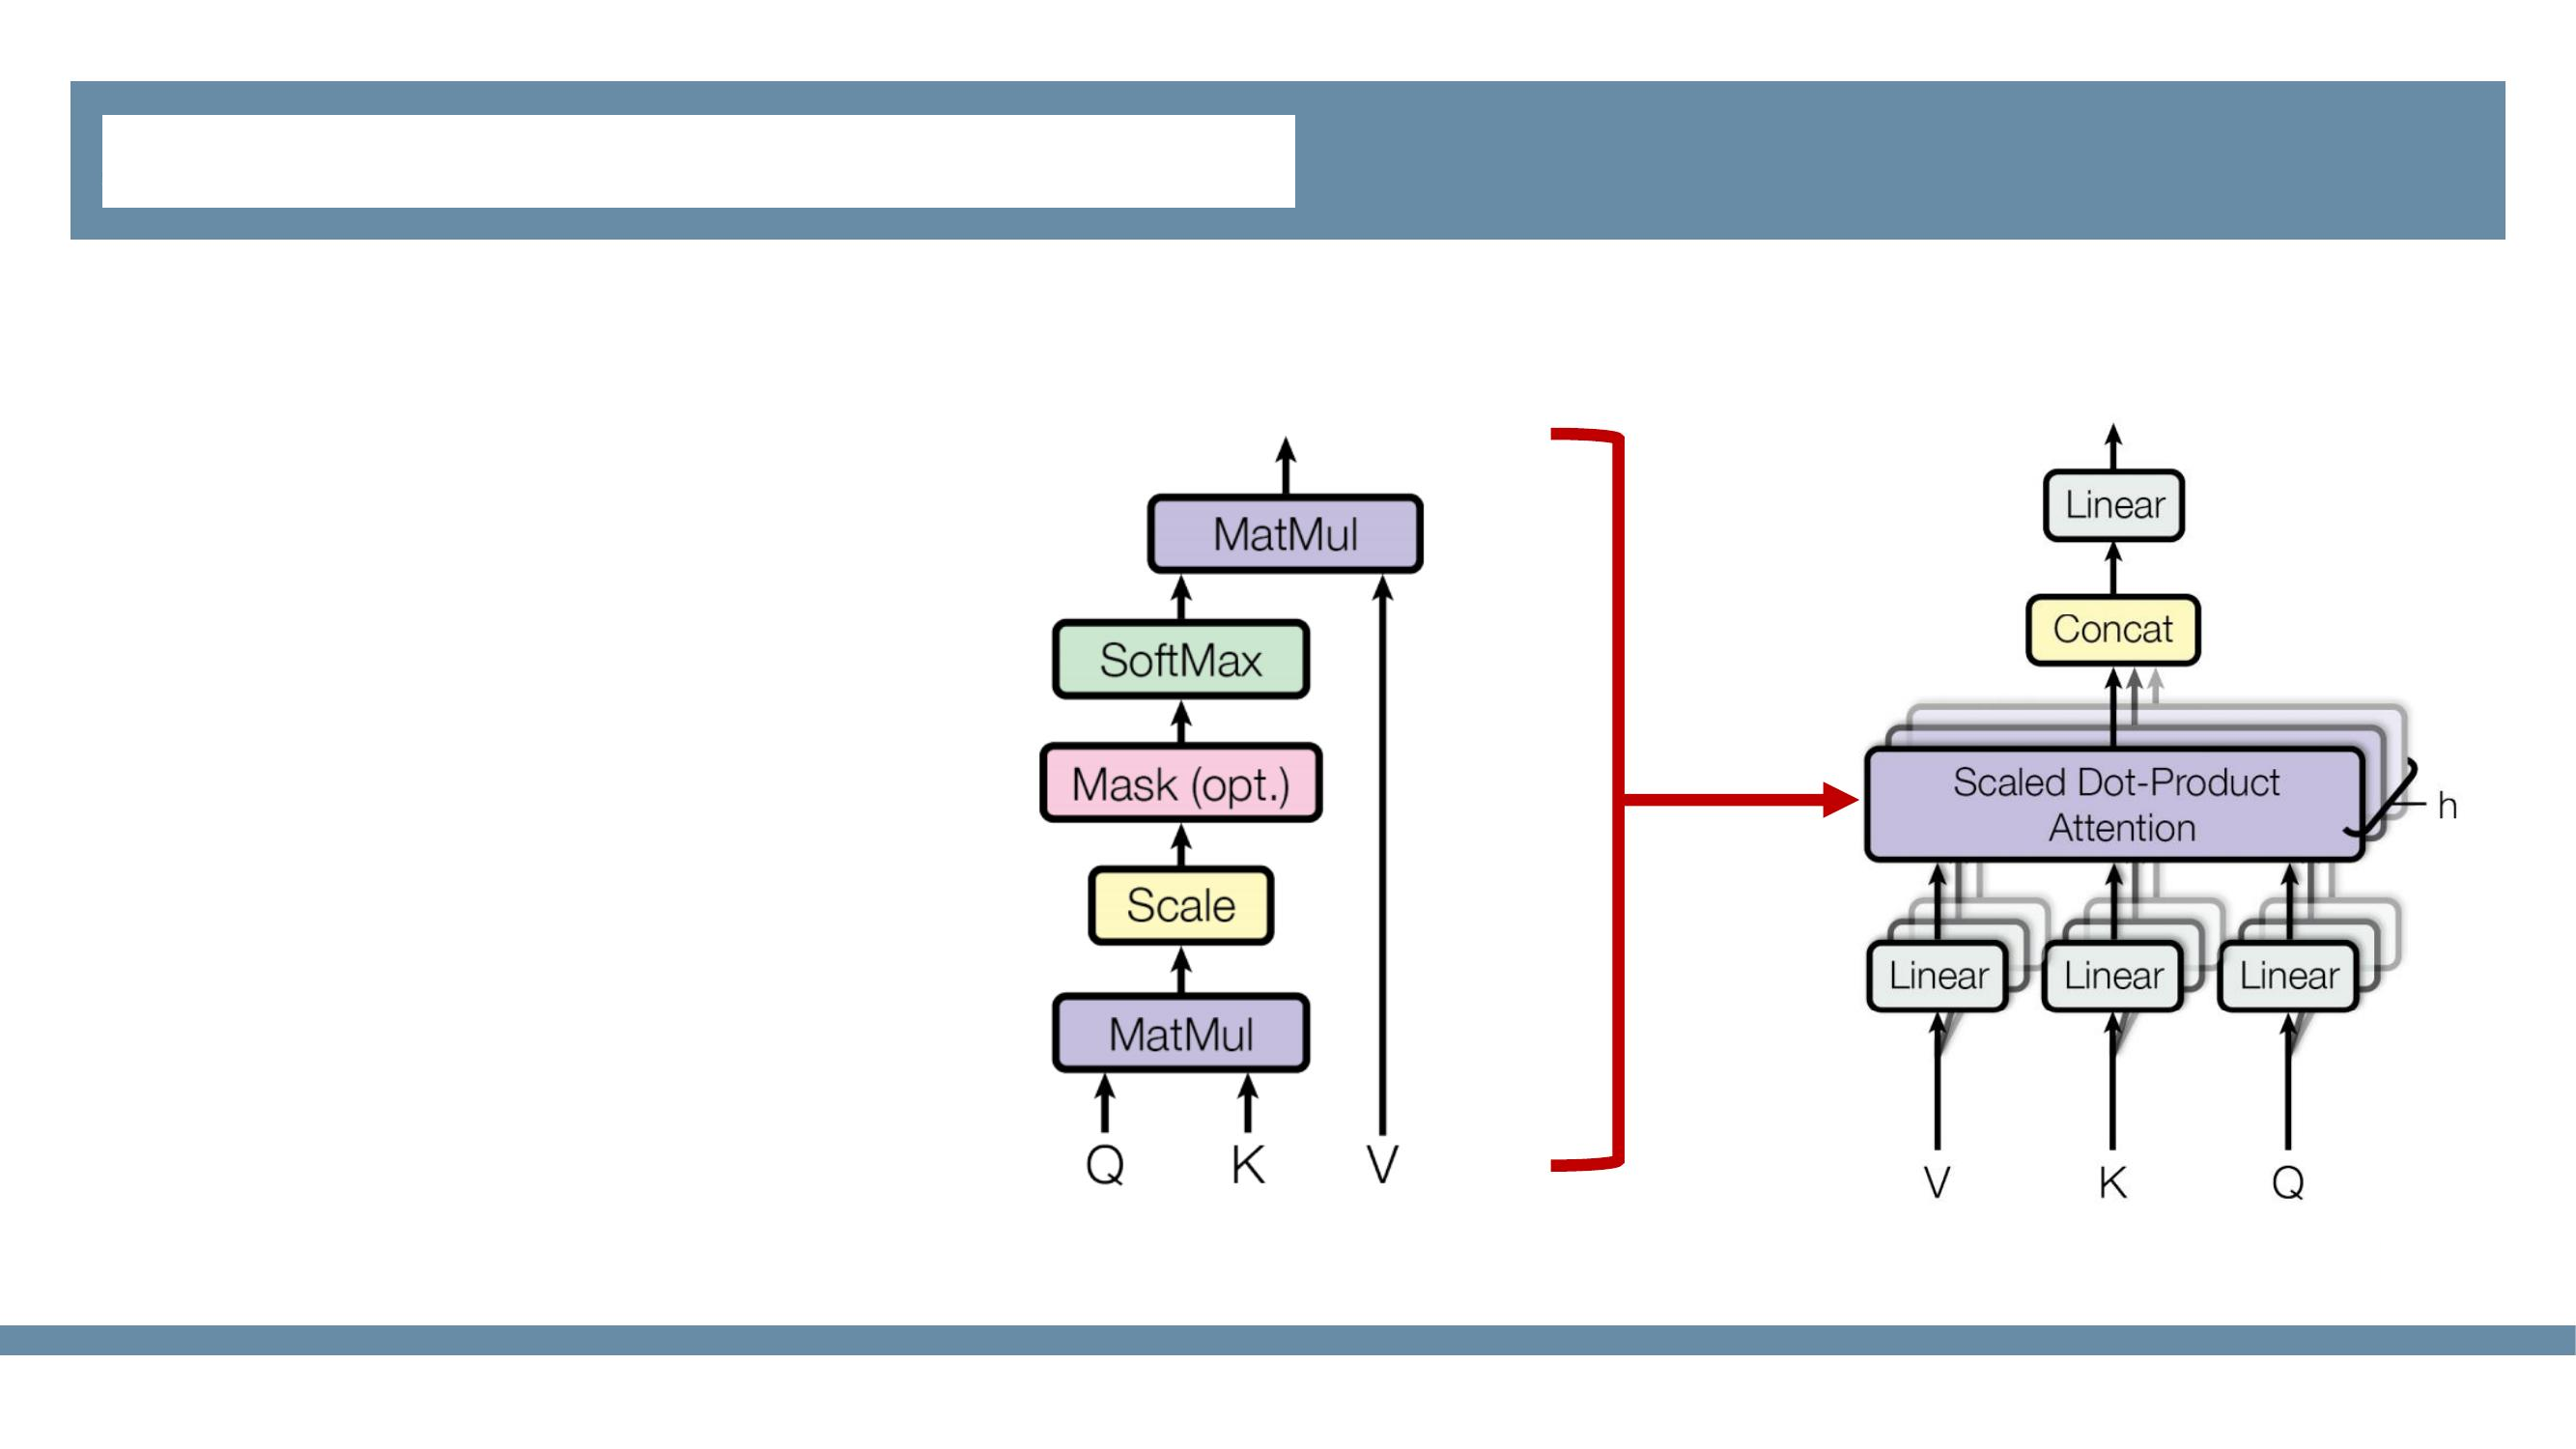 MatMul
SoftMax
Mask (opt.)
Scale
MatMul
Q K V
Linear
Concat
Scaled Dot-Product
Attention
h
Linear Linear Linear
V K Q